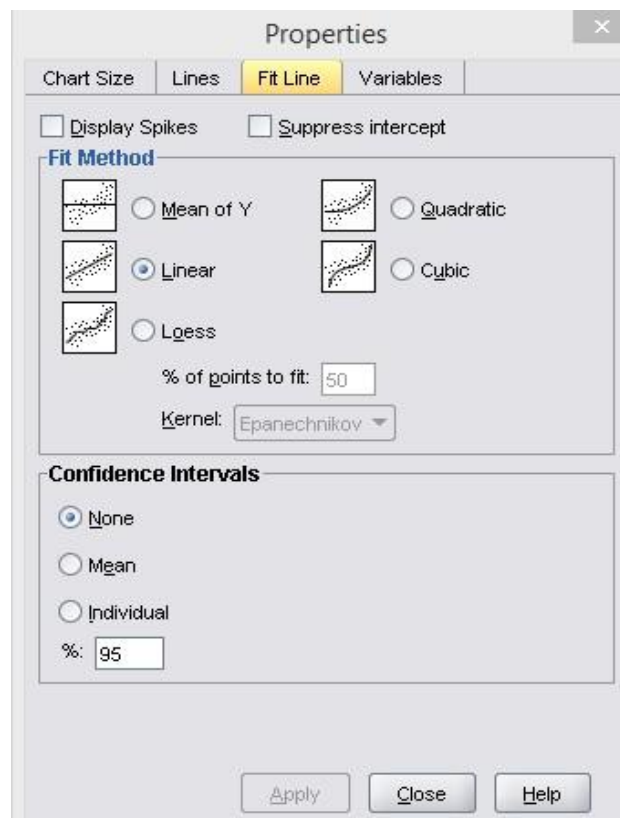 Properties
Chart Size Lines Fit Line Variables
Display Spikes Suppress intercept
Fit Method
Mean of Y Quadratic
Linear Cubic
Loess
% of points to fit: 50
Kernel: Epanechnikov
Confidence Intervals
None
Mean
Individual
%: 95
Apply Close Help